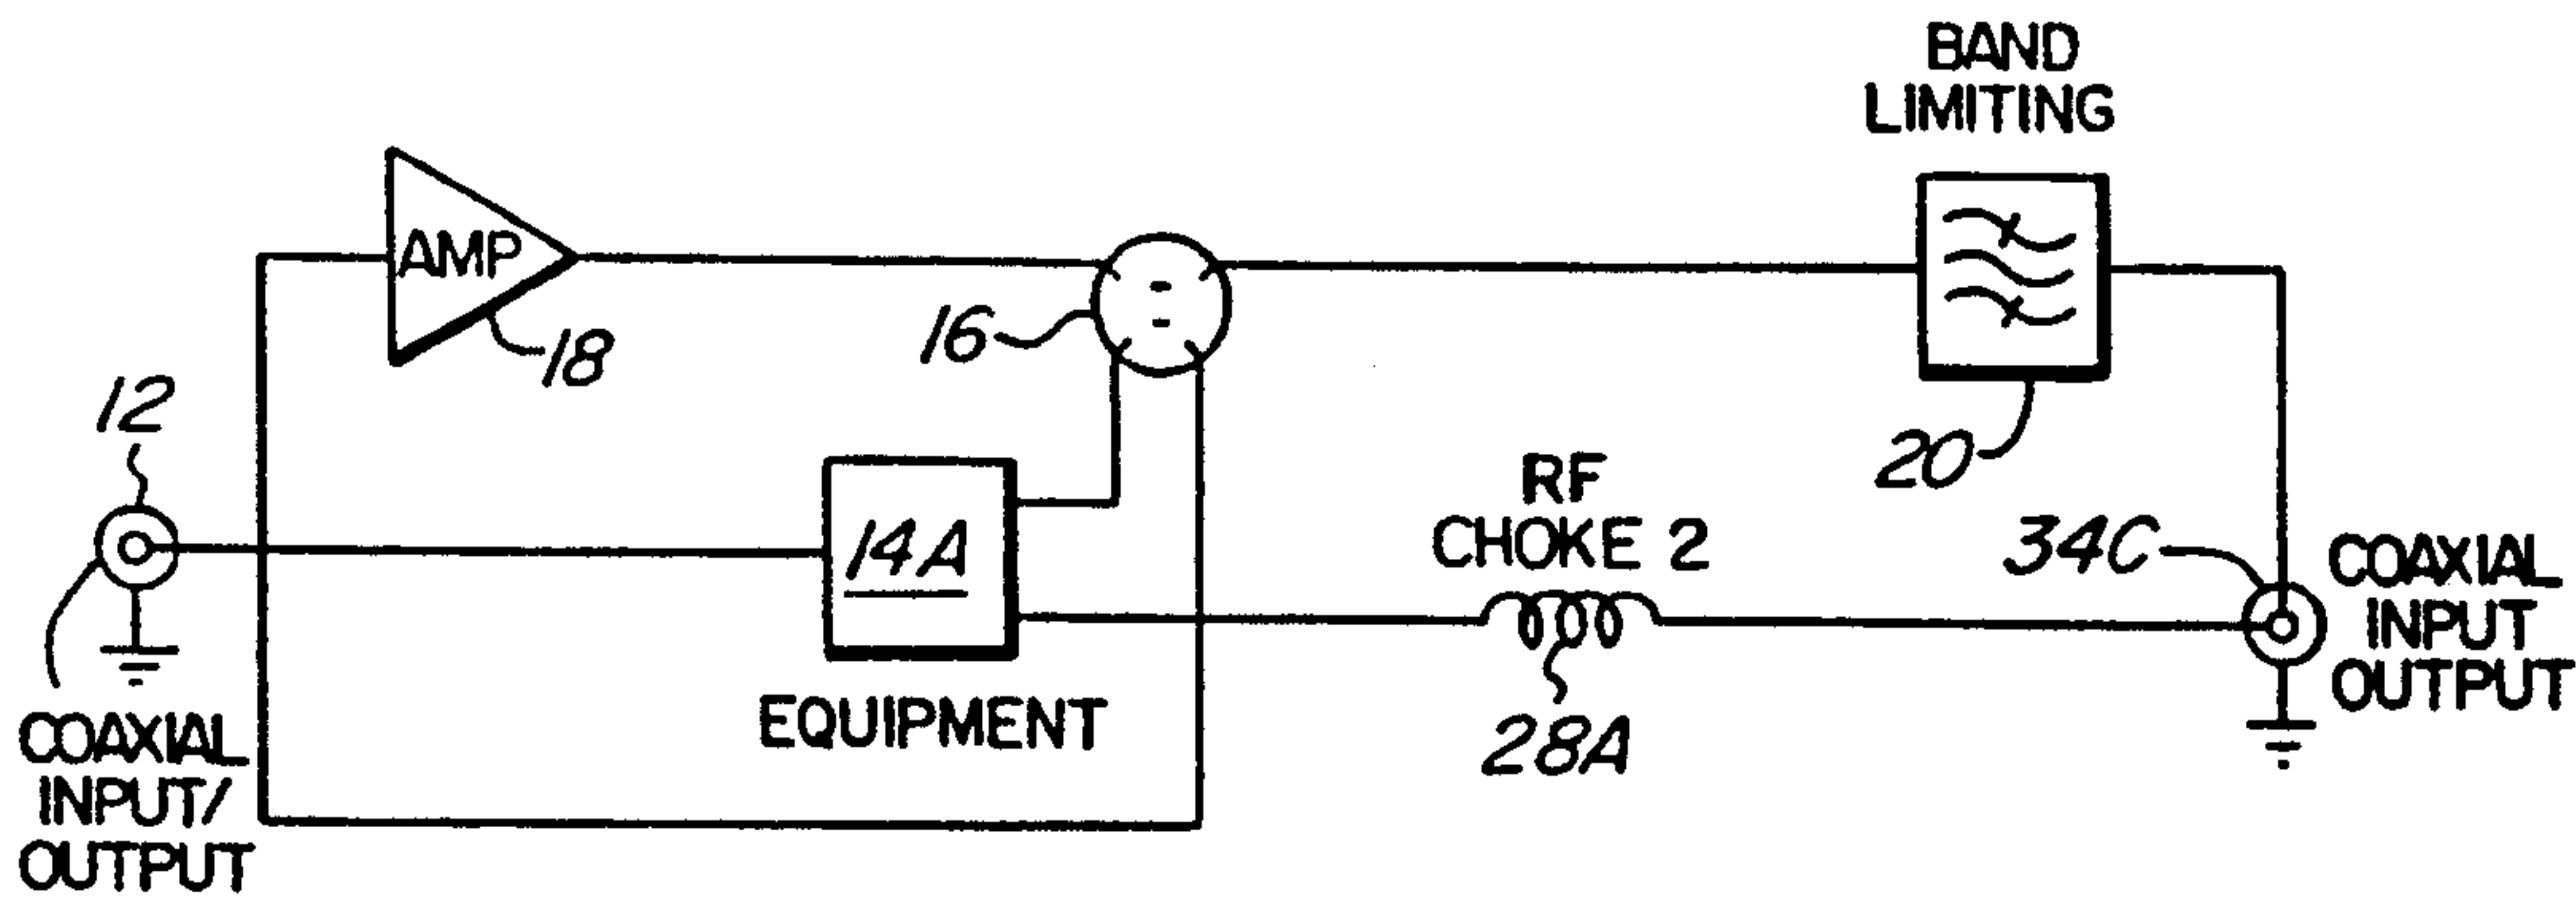 BAND
LIMITING
AMP
18
16
20
12
14A
EQUIPMENT
RF
CHOKE 2
28A
34C
COAXIAL
INPUT
OUTPUT
COAXIAL
INPUT/
OUTPUT